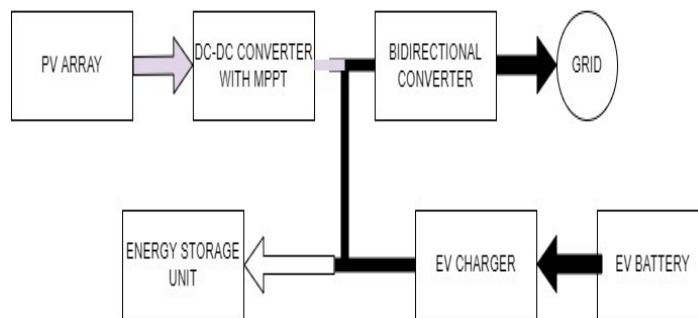 PV ARRAY
DC-DC CONVERTER
WITH MPPT
BIDIRECTIONAL
CONVERTER
GRID
ENERGY STORAGE
UNIT
EV CHARGER
EV BATTERY